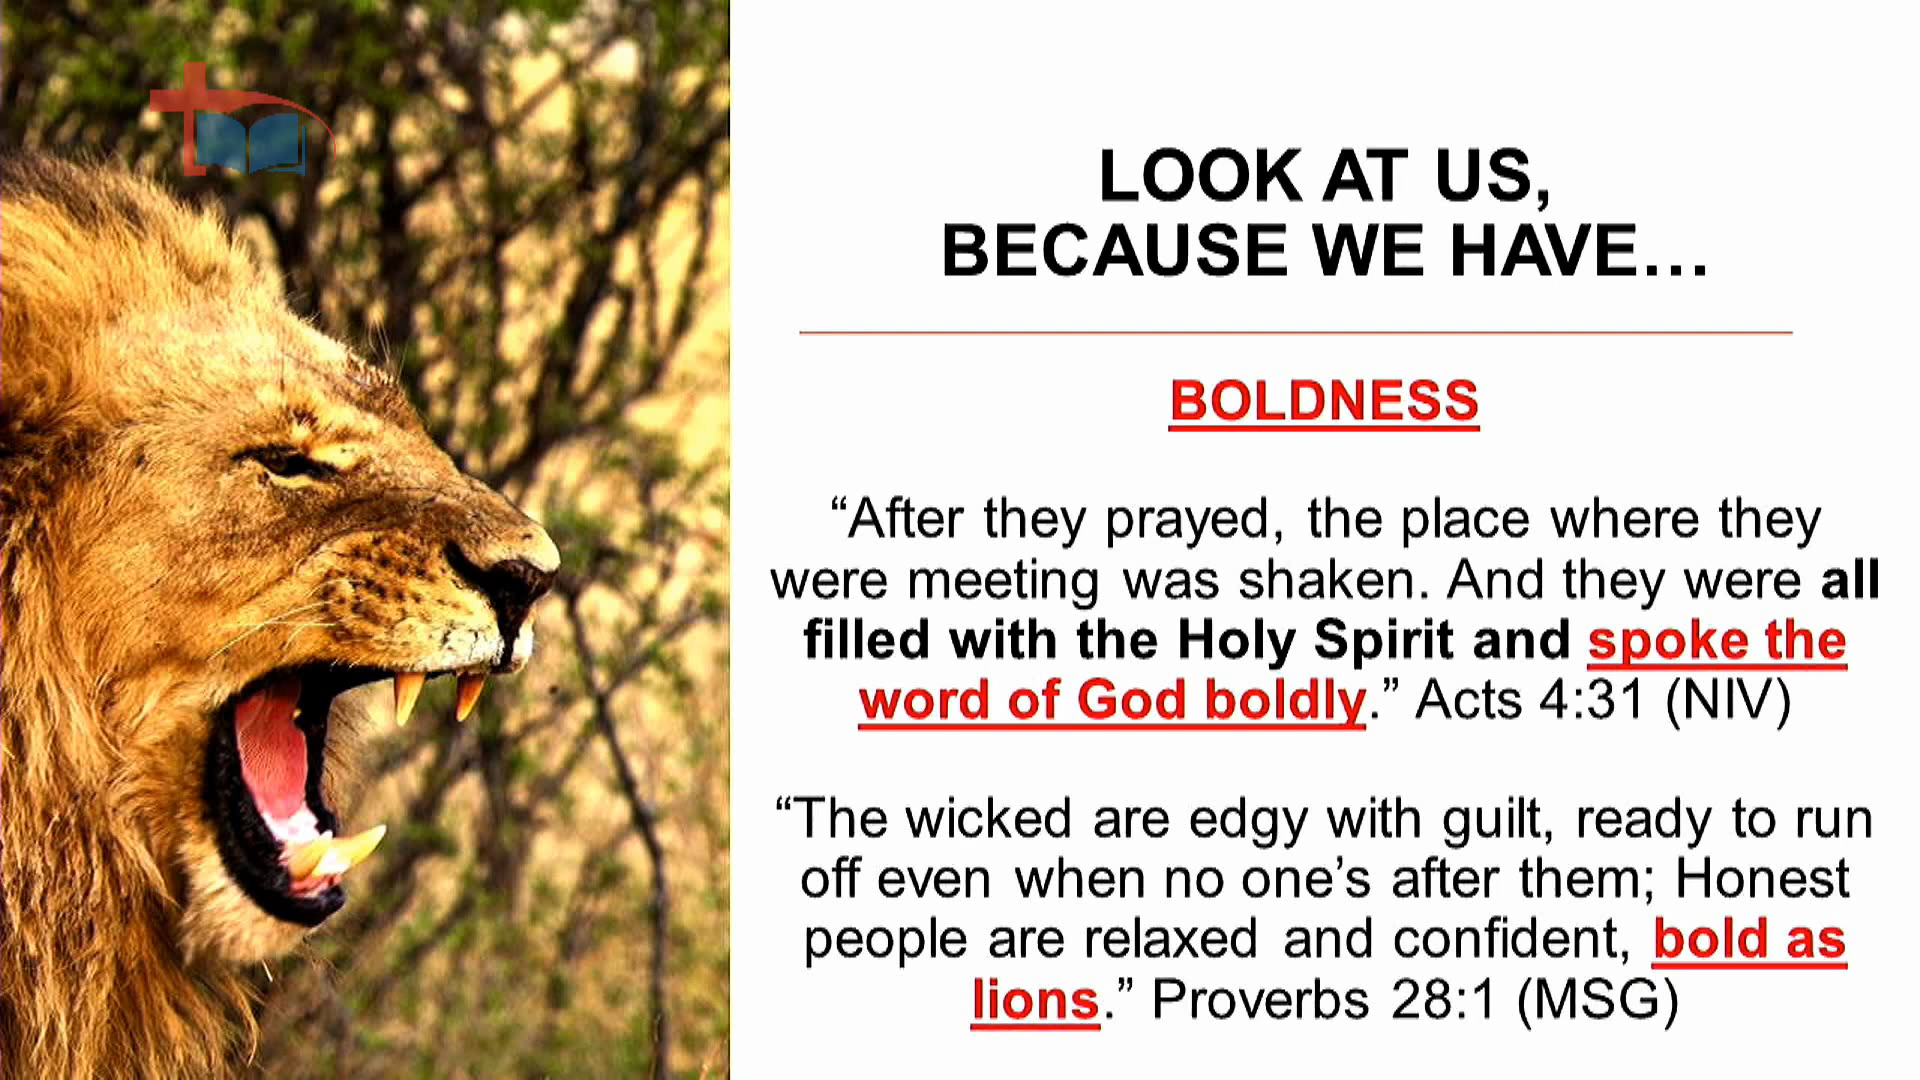 LOOK AT US,
BECAUSE WE HAVE…
BOLDNESS
“After they prayed, the place where they
were meeting was shaken. And they were all
filled with the Holy Spirit and spoke the
word of God boldly.” Acts 4:31 (NIV)
“The wicked are edgy with guilt, ready to run
off even when no one’s after them; Honest
people are relaxed and confident, bold as
lions.” Proverbs 28:1 (MSG)